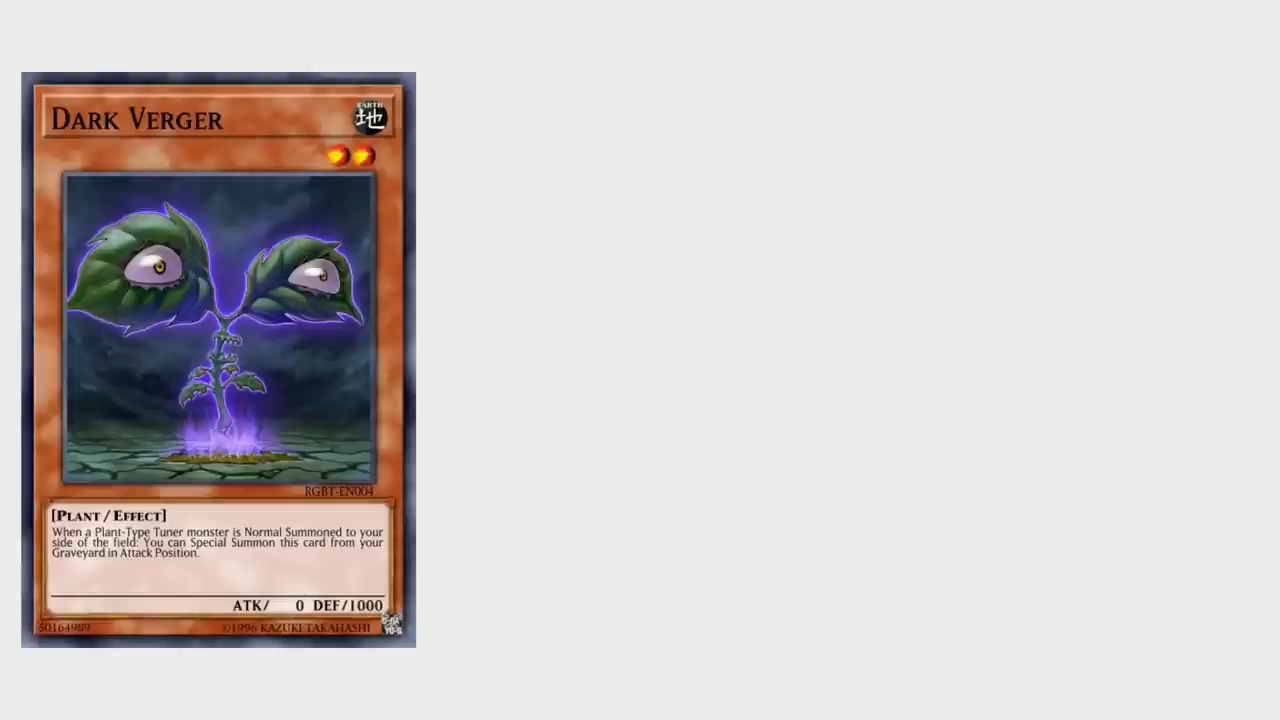 DARK VERGER
EARTH
地
RGBT-EN004
[PLANT / EFFECT]
When a Plant-Type Tuner monster is Normal Summoned to your
side of the field: You can Special Summon this card from your
Graveyard in Attack Position.
ATK/ 0 DEF/1000
50164989
©1996 KAZUKI TAKAHASHI